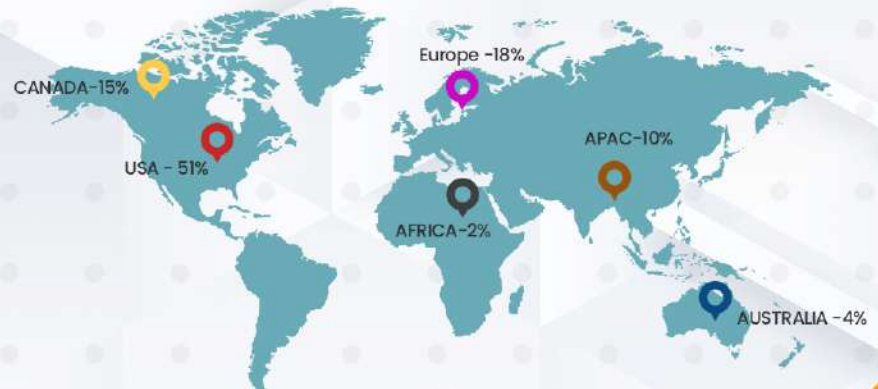 Europe -18%
CANADA-15%
APAC-10%
USA - 51%
AFRICA-2%
AUSTRALIA -4%